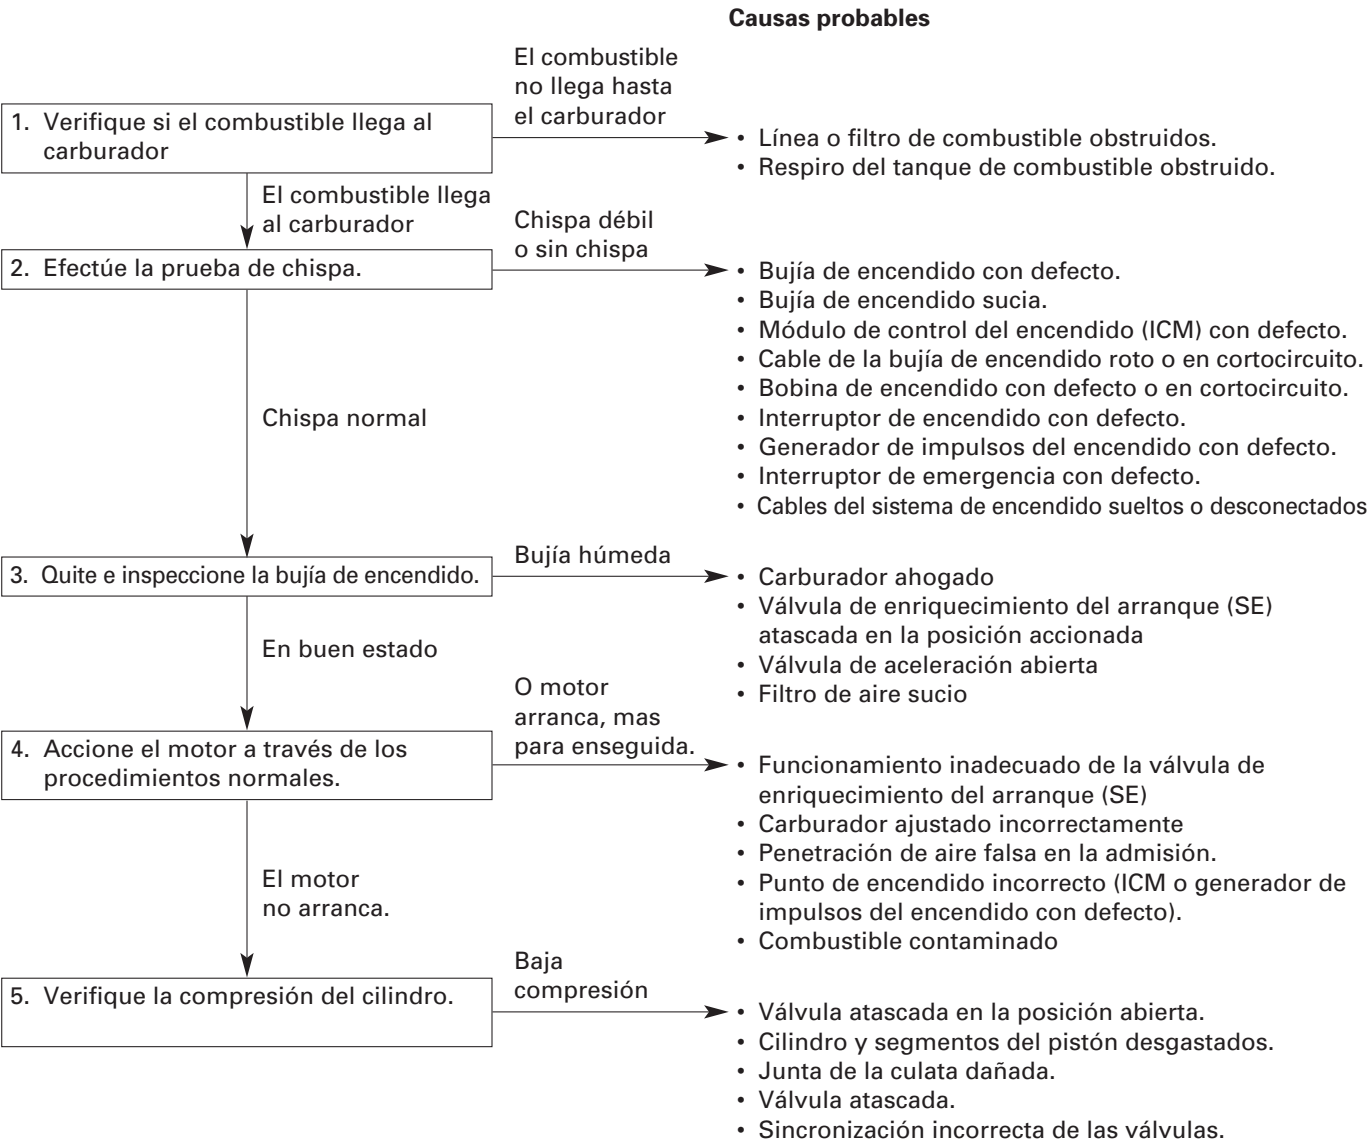 Causas probables
El combustible
no llega hasta
el carburador
1. Verifique si el combustible llega al
carburador
• Línea o filtro de combustible obstruidos.
• Respiro del tanque de combustible obstruido.
El combustible llega
al carburador
Chispa débil
o sin chispa
2. Efectúe la prueba de chispa.
• Bujía de encendido con defecto.
• Bujía de encendido sucia.
• Módulo de control del encendido (ICM) con defecto.
• Cable de la bujía de encendido roto o en cortocircuito.
• Bobina de encendido con defecto o en cortocircuito.
• Interruptor de encendido con defecto.
• Generador de impulsos del encendido con defecto.
• Interruptor de emergencia con defecto.
• Cables del sistema de encendido sueltos o desconectados
Chispa normal
Bujía húmeda
3. Quite e inspeccione la bujía de encendido.
• Carburador ahogado
• Válvula de enriquecimiento del arranque (SE)
atascada en la posición accionada
• Válvula de aceleración abierta
• Filtro de aire sucio
En buen estado
O motor
arranca, mas
para enseguida.
4. Accione el motor a través de los
procedimientos normales.
• Funcionamiento inadecuado de la válvula de
enriquecimiento del arranque (SE)
• Carburador ajustado incorrectamente
• Penetración de aire falsa en la admisión.
• Punto de encendido incorrecto (ICM o generador de
impulsos del encendido con defecto).
• Combustible contaminado
El motor
no arranca.
Baja
compresión
5. Verifique la compresión del cilindro.
• Válvula atascada en la posición abierta.
• Cilindro y segmentos del pistón desgastados.
• Junta de la culata dañada.
• Válvula atascada.
• Sincronización incorrecta de las válvulas.